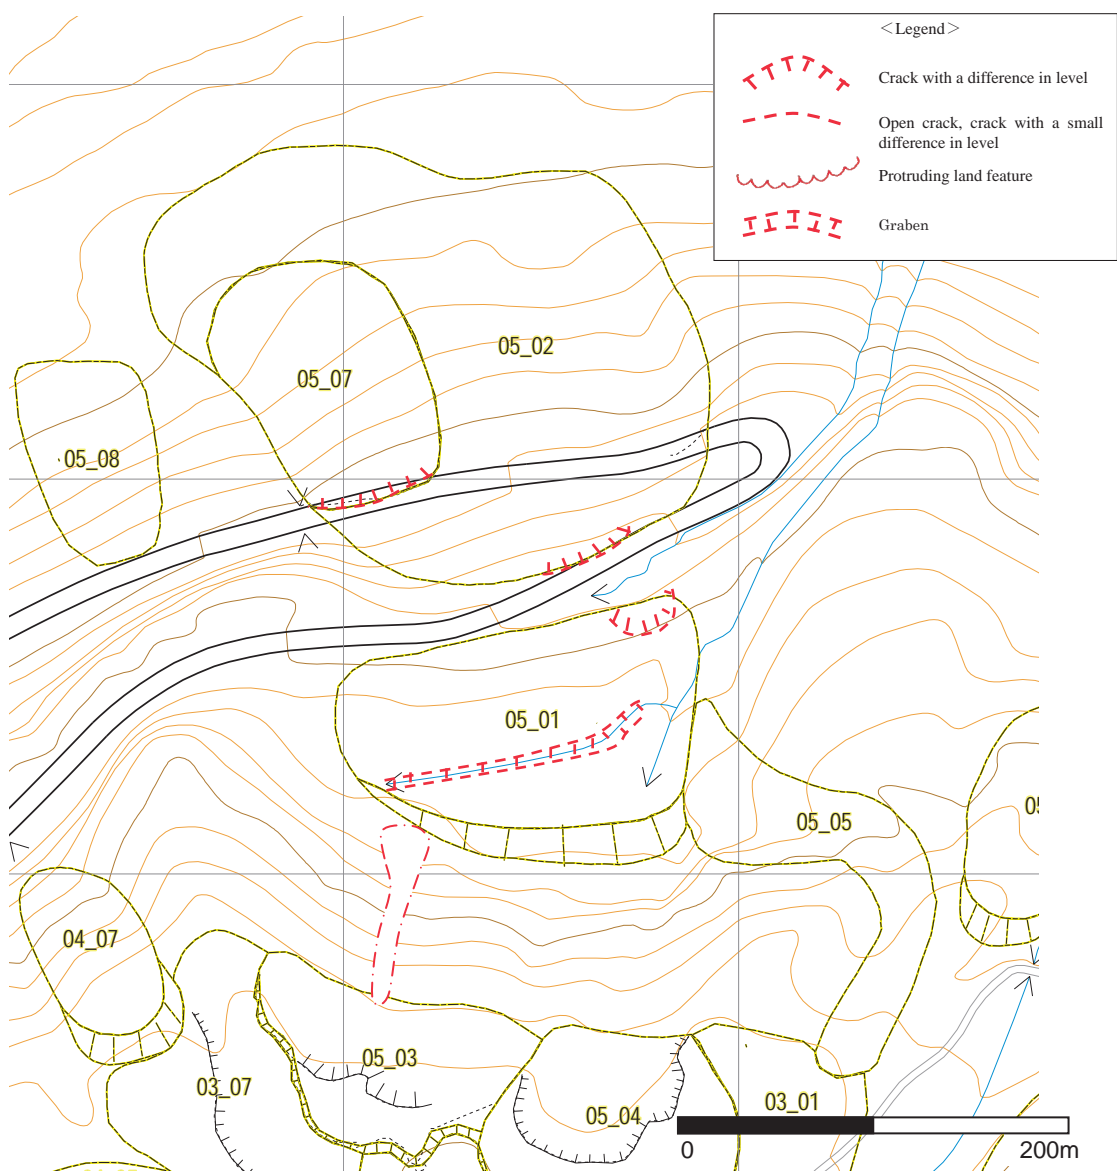 ＜Legend＞
Crack with a difference in level
Open crack, crack with a small
difference in level
Protruding land feature
Graben
05_02
05_07
05_08
05_01
05_05
04_07
05_03
03_07
05_04
03_01
0
200m